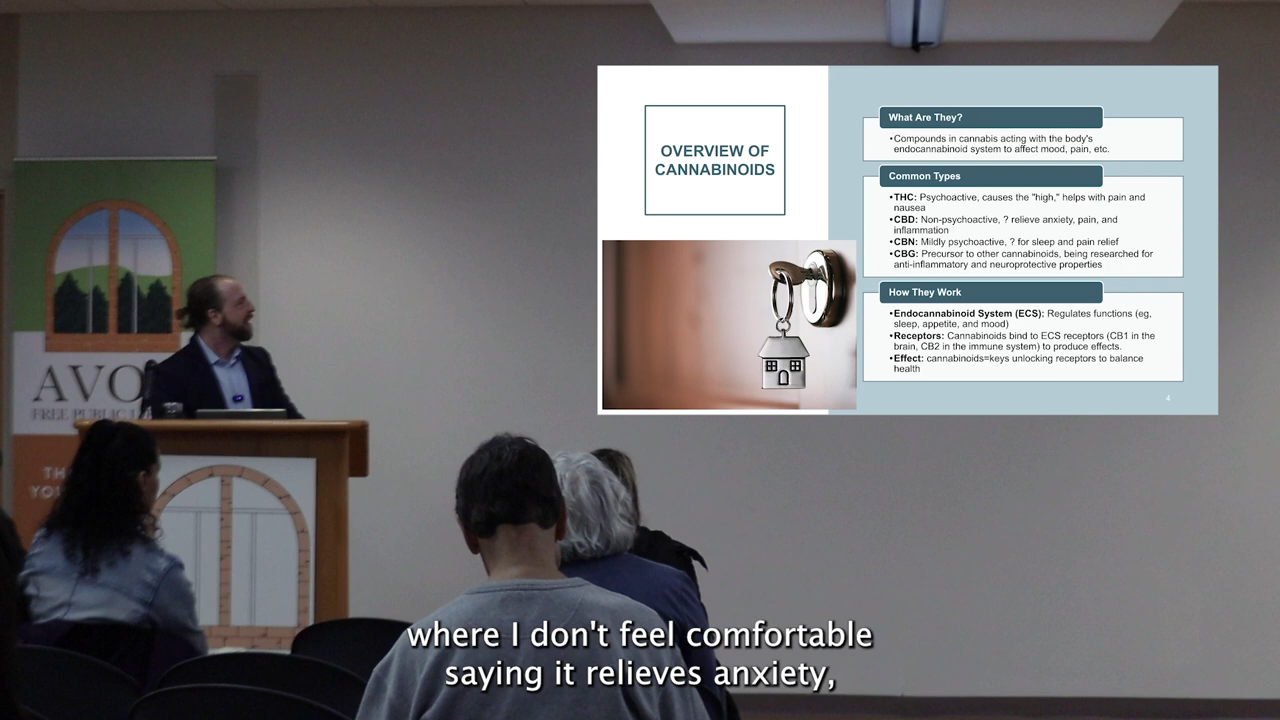 OVERVIEW OF
CANNABINOIDS
What Are They?
•Compounds in cannabis acting with the body's
endocannabinoid system to affect mood, pain, etc.
Common Types
•THC: Psychoactive, causes the "high," helps with pain and
nausea
•CBD: Non-psychoactive, ? relieve anxiety, pain, and
inflammation
•CBN: Mildly psychoactive, ? for sleep and pain relief
•CBG: Precursor to other cannabinoids, being researched for
anti-inflammatory and neuroprotective properties
How They Work
•Endocannabinoid System (ECS): Regulates functions (eg,
sleep, appetite, and mood)
•Receptors: Cannabinoids bind to ECS receptors (CB1 in the
brain, CB2 in the immune system) to produce effects.
•Effect: cannabinoids=keys unlocking receptors to balance
health
4
AVO
FREE PUBLIC
where I don't feel comfortable
saying it relieves anxiety,